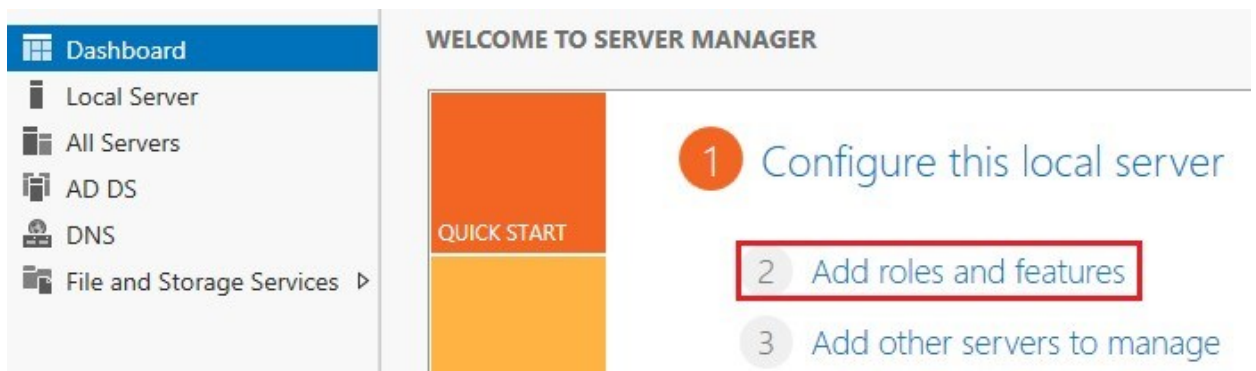 Dashboard
Local Server
All Servers
AD DS
DNS
File and Storage Services
WELCOME TO SERVER MANAGER
QUICK START
1 Configure this local server
2 Add roles and features
3 Add other servers to manage